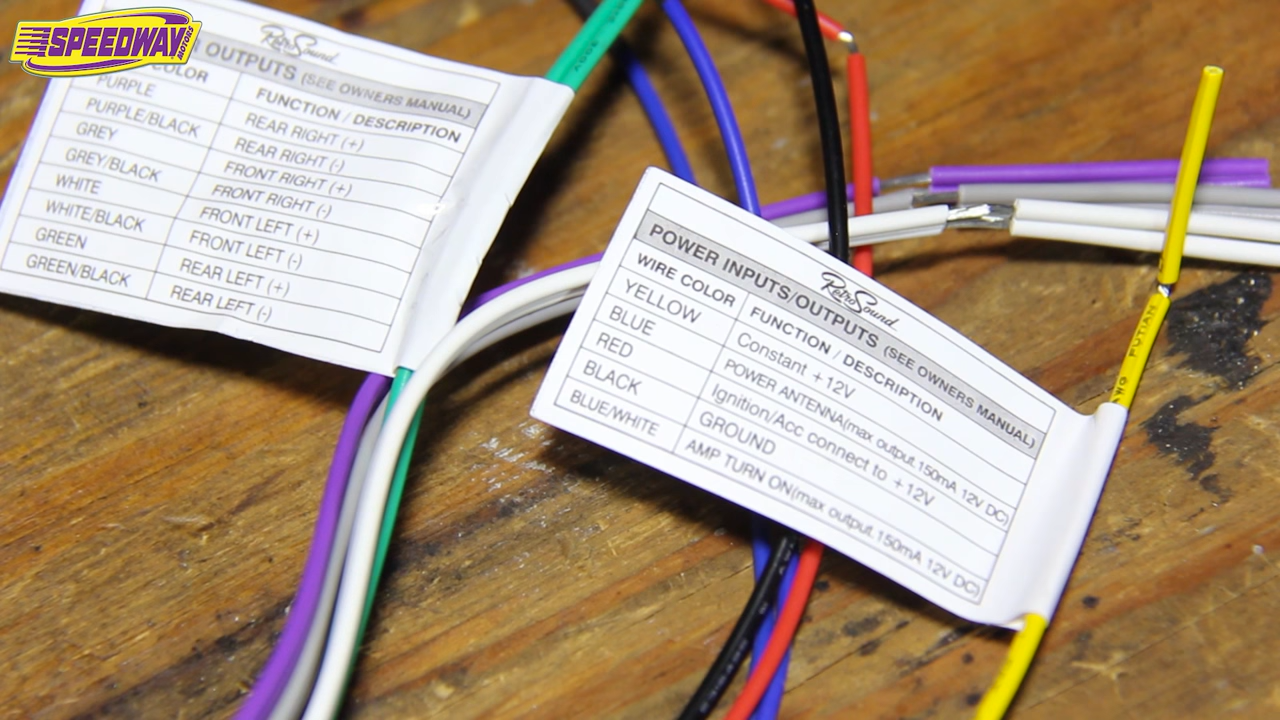 SPEEDWAY
MOTORS
RetroSound
OUTPUTS (SEE OWNERS MANUAL)
COLOR FUNCTION / DESCRIPTION
PURPLE REAR RIGHT (+)
PURPLE/BLACK REAR RIGHT (-)
GREY FRONT RIGHT (+)
GREY/BLACK FRONT RIGHT (-)
WHITE FRONT LEFT (+)
WHITE/BLACK FRONT LEFT (-)
GREEN REAR LEFT (+)
GREEN/BLACK REAR LEFT (-)
RetroSound
POWER INPUTS/OUTPUTS (SEE OWNERS MANUAL)
WIRE COLOR FUNCTION / DESCRIPTION
YELLOW Constant +12V
BLUE POWER ANTENNA(max output.150mA 12V DC)
RED Ignition/Acc connect to +12V
BLACK GROUND
BLUE/WHITE AMP TURN ON(max output.150mA 12V DC)
FUTIAN